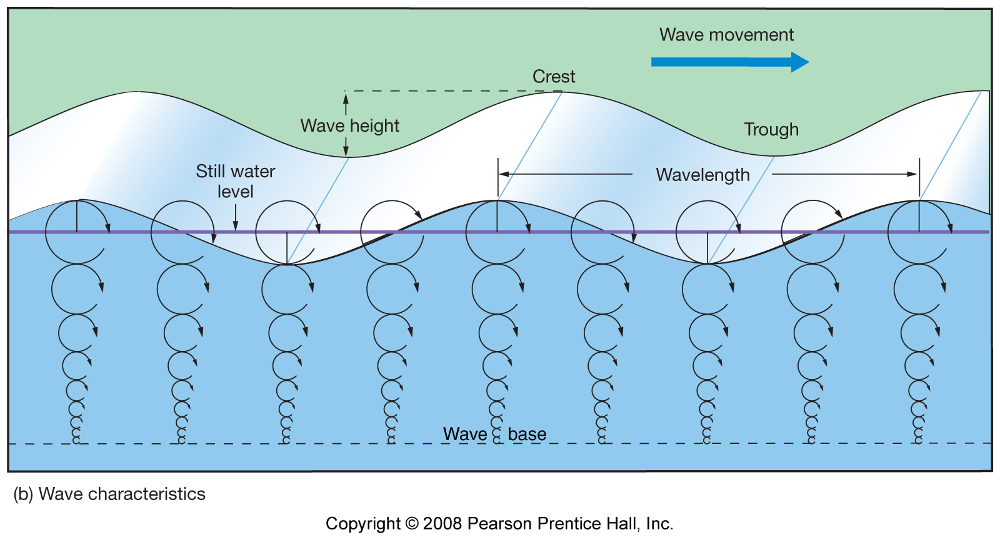 Wave movement
Crest
Wave height
Trough
Still water
level
Wavelength
Wave base
(b) Wave characteristics
Copyright © 2008 Pearson Prentice Hall, Inc.